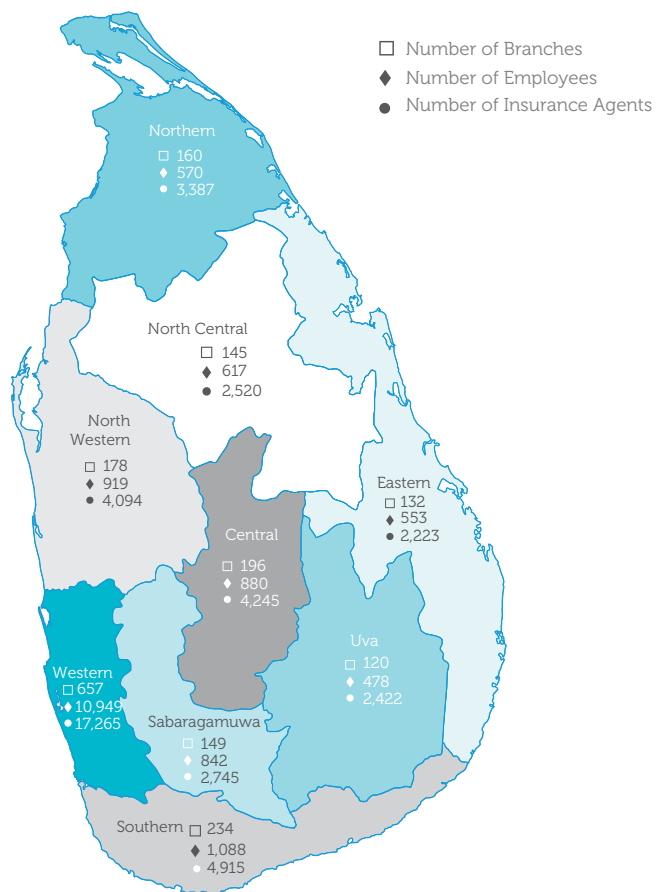 Number of Branches
Number of Employees
Number of Insurance Agents
Northern
160
570
3,387
North Central
145
617
2,520
North
Western
178
919
4,094
Eastern
132
553
2,223
Central
196
880
4,245
Uva
120
478
2,422
Western
657
10,949
17,265
Sabaragamuwa
149
842
2,745
Southern 234
1,088
4,915